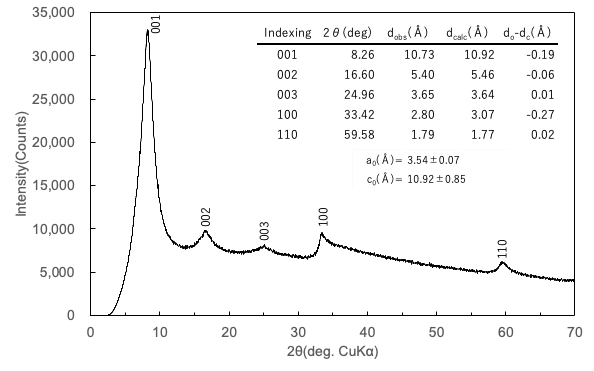 35,000
30,000
25,000
20,000
15,000
10,000
5,000
0
Intensity(Counts)
001
002
003
100
110
Indexing 2θ(deg) dobs(Å) dcalc(Å) do-dc(Å)
001 8.26 10.73 10.92 -0.19
002 16.60 5.40 5.46 -0.06
003 24.96 3.65 3.64 0.01
100 33.42 2.80 3.07 -0.27
110 59.58 1.79 1.77 0.02
a0(Å)= 3.54±0.07
c0(Å)= 10.92±0.85
0 10 20 30 40 50 60 70
2θ(deg. CuKα)